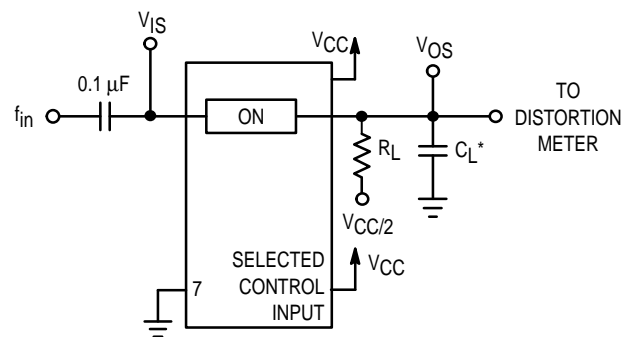 VIS
VCC
VOS
0.1 µF
fin
ON
TO
DISTORTION
METER
RL
CL*
VCC/2
SELECTED
CONTROL
INPUT
VCC
7